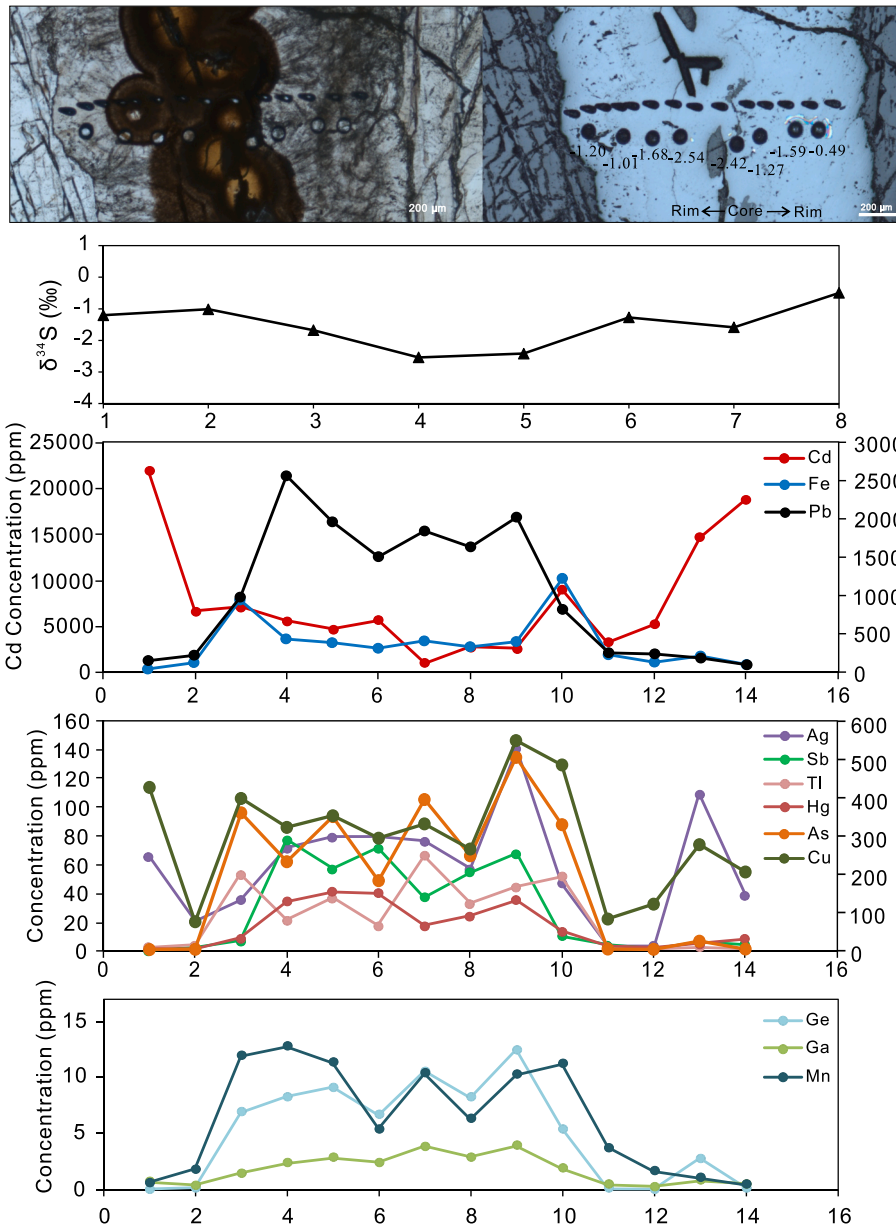 200 μm
-1.20
-1.01
-1.68
-2.54
-2.42
-1.27
-1.59
-0.49
Rim ← Core → Rim
200 μm
δ³⁴S (‰)
1
0
-1
-2
-3
-4
1 2 3 4 5 6 7 8
Cd Concentration (ppm)
25000
20000
15000
10000
5000
0
Cd
Fe
Pb
3000
2500
2000
1500
1000
500
0
0 2 4 6 8 10 12 14 16
Concentration (ppm)
160
140
120
100
80
60
40
20
0
Ag
Sb
Tl
Hg
As
Cu
600
500
400
300
200
100
0
0 2 4 6 8 10 12 14 16
Concentration (ppm)
15
10
5
0
Ge
Ga
Mn
0 2 4 6 8 10 12 14 16